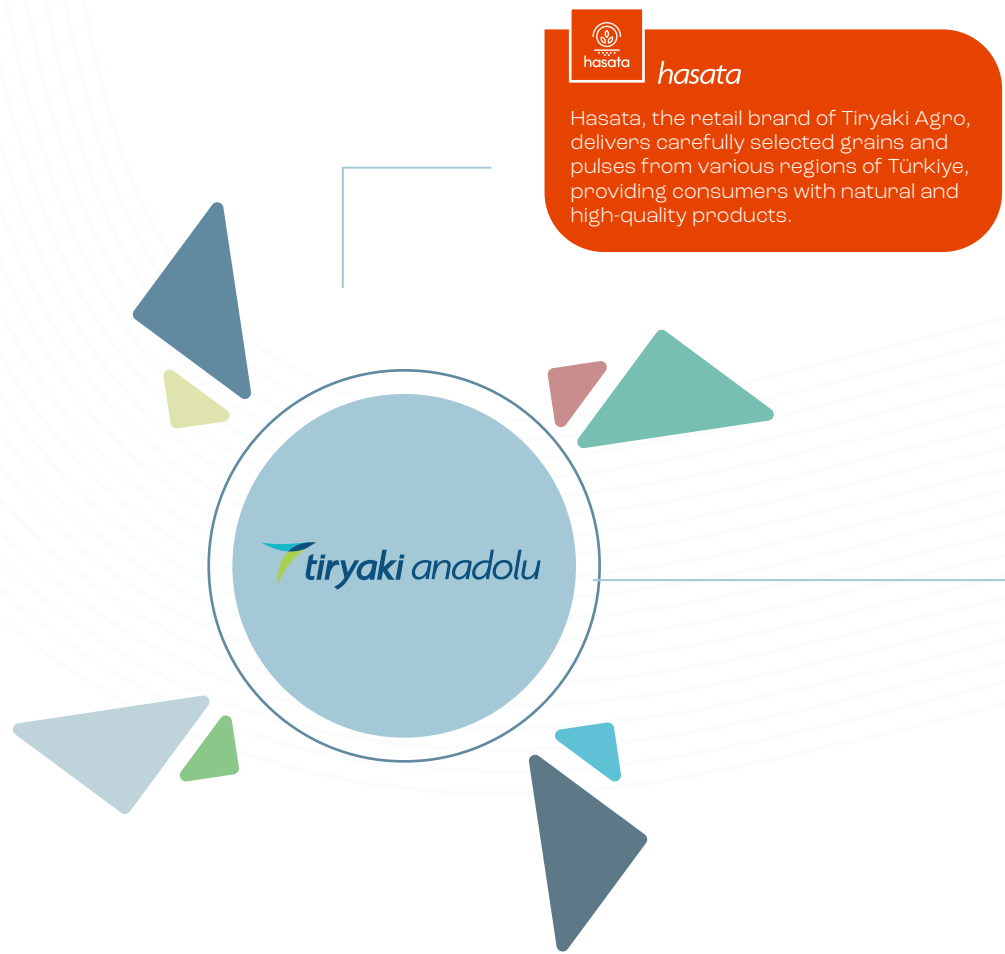 hasata
hasata
Hasata, the retail brand of Tiryaki Agro,
delivers carefully selected grains and
pulses from various regions of Türkiye,
providing consumers with natural and
high-quality products.
tiryaki anadolu